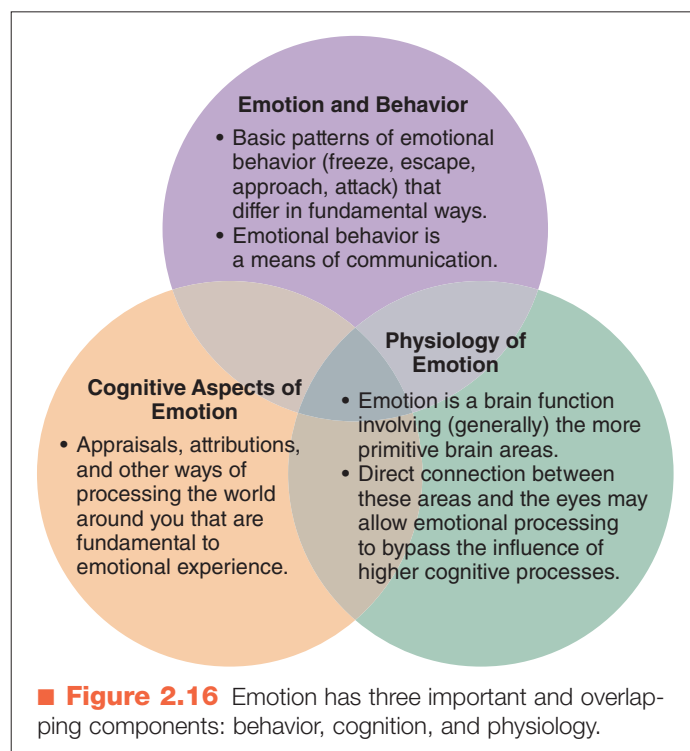 Emotion and Behavior
• Basic patterns of emotional
behavior (freeze, escape,
approach, attack) that
differ in fundamental ways.
• Emotional behavior is
a means of communication.
Cognitive Aspects of
Emotion
• Appraisals, attributions,
and other ways of
processing the world
around you that are
fundamental to
emotional experience.
Physiology of
Emotion
• Emotion is a brain function
involving (generally) the more
primitive brain areas.
• Direct connection between
these areas and the eyes may
allow emotional processing
to bypass the influence of
higher cognitive processes.
■ Figure 2.16 Emotion has three important and overlap-
ping components: behavior, cognition, and physiology.